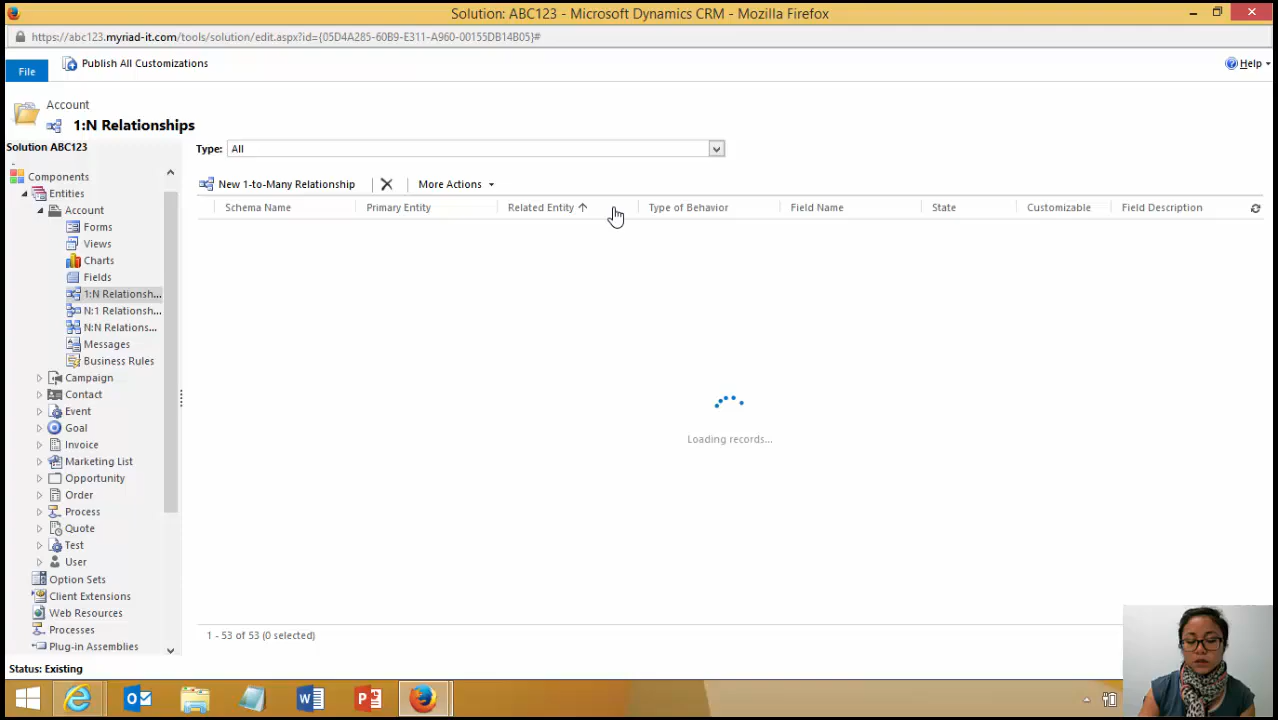 Solution: ABC123 - Microsoft Dynamics CRM - Mozilla Firefox
https://abc123.myriad-it.com/tools/solution/edit.aspx?id={05D4A285-60B9-E311-A960-00155DB14B05}#
File
Publish All Customizations
Help
Account
1:N Relationships
Solution ABC123
Type: All
Components
Entities
Account
Forms
Views
Charts
Fields
1:N Relationsh...
N:1 Relationsh...
N:N Relations...
Messages
Business Rules
Campaign
Contact
Event
Goal
Invoice
Marketing List
Opportunity
Order
Process
Quote
Test
User
Option Sets
Client Extensions
Web Resources
Processes
Plug-in Assemblies
New 1-to-Many Relationship
More Actions
Schema Name Primary Entity Related Entity Type of Behavior Field Name State Customizable Field Description
Loading records...
1 - 53 of 53 (0 selected)
Status: Existing